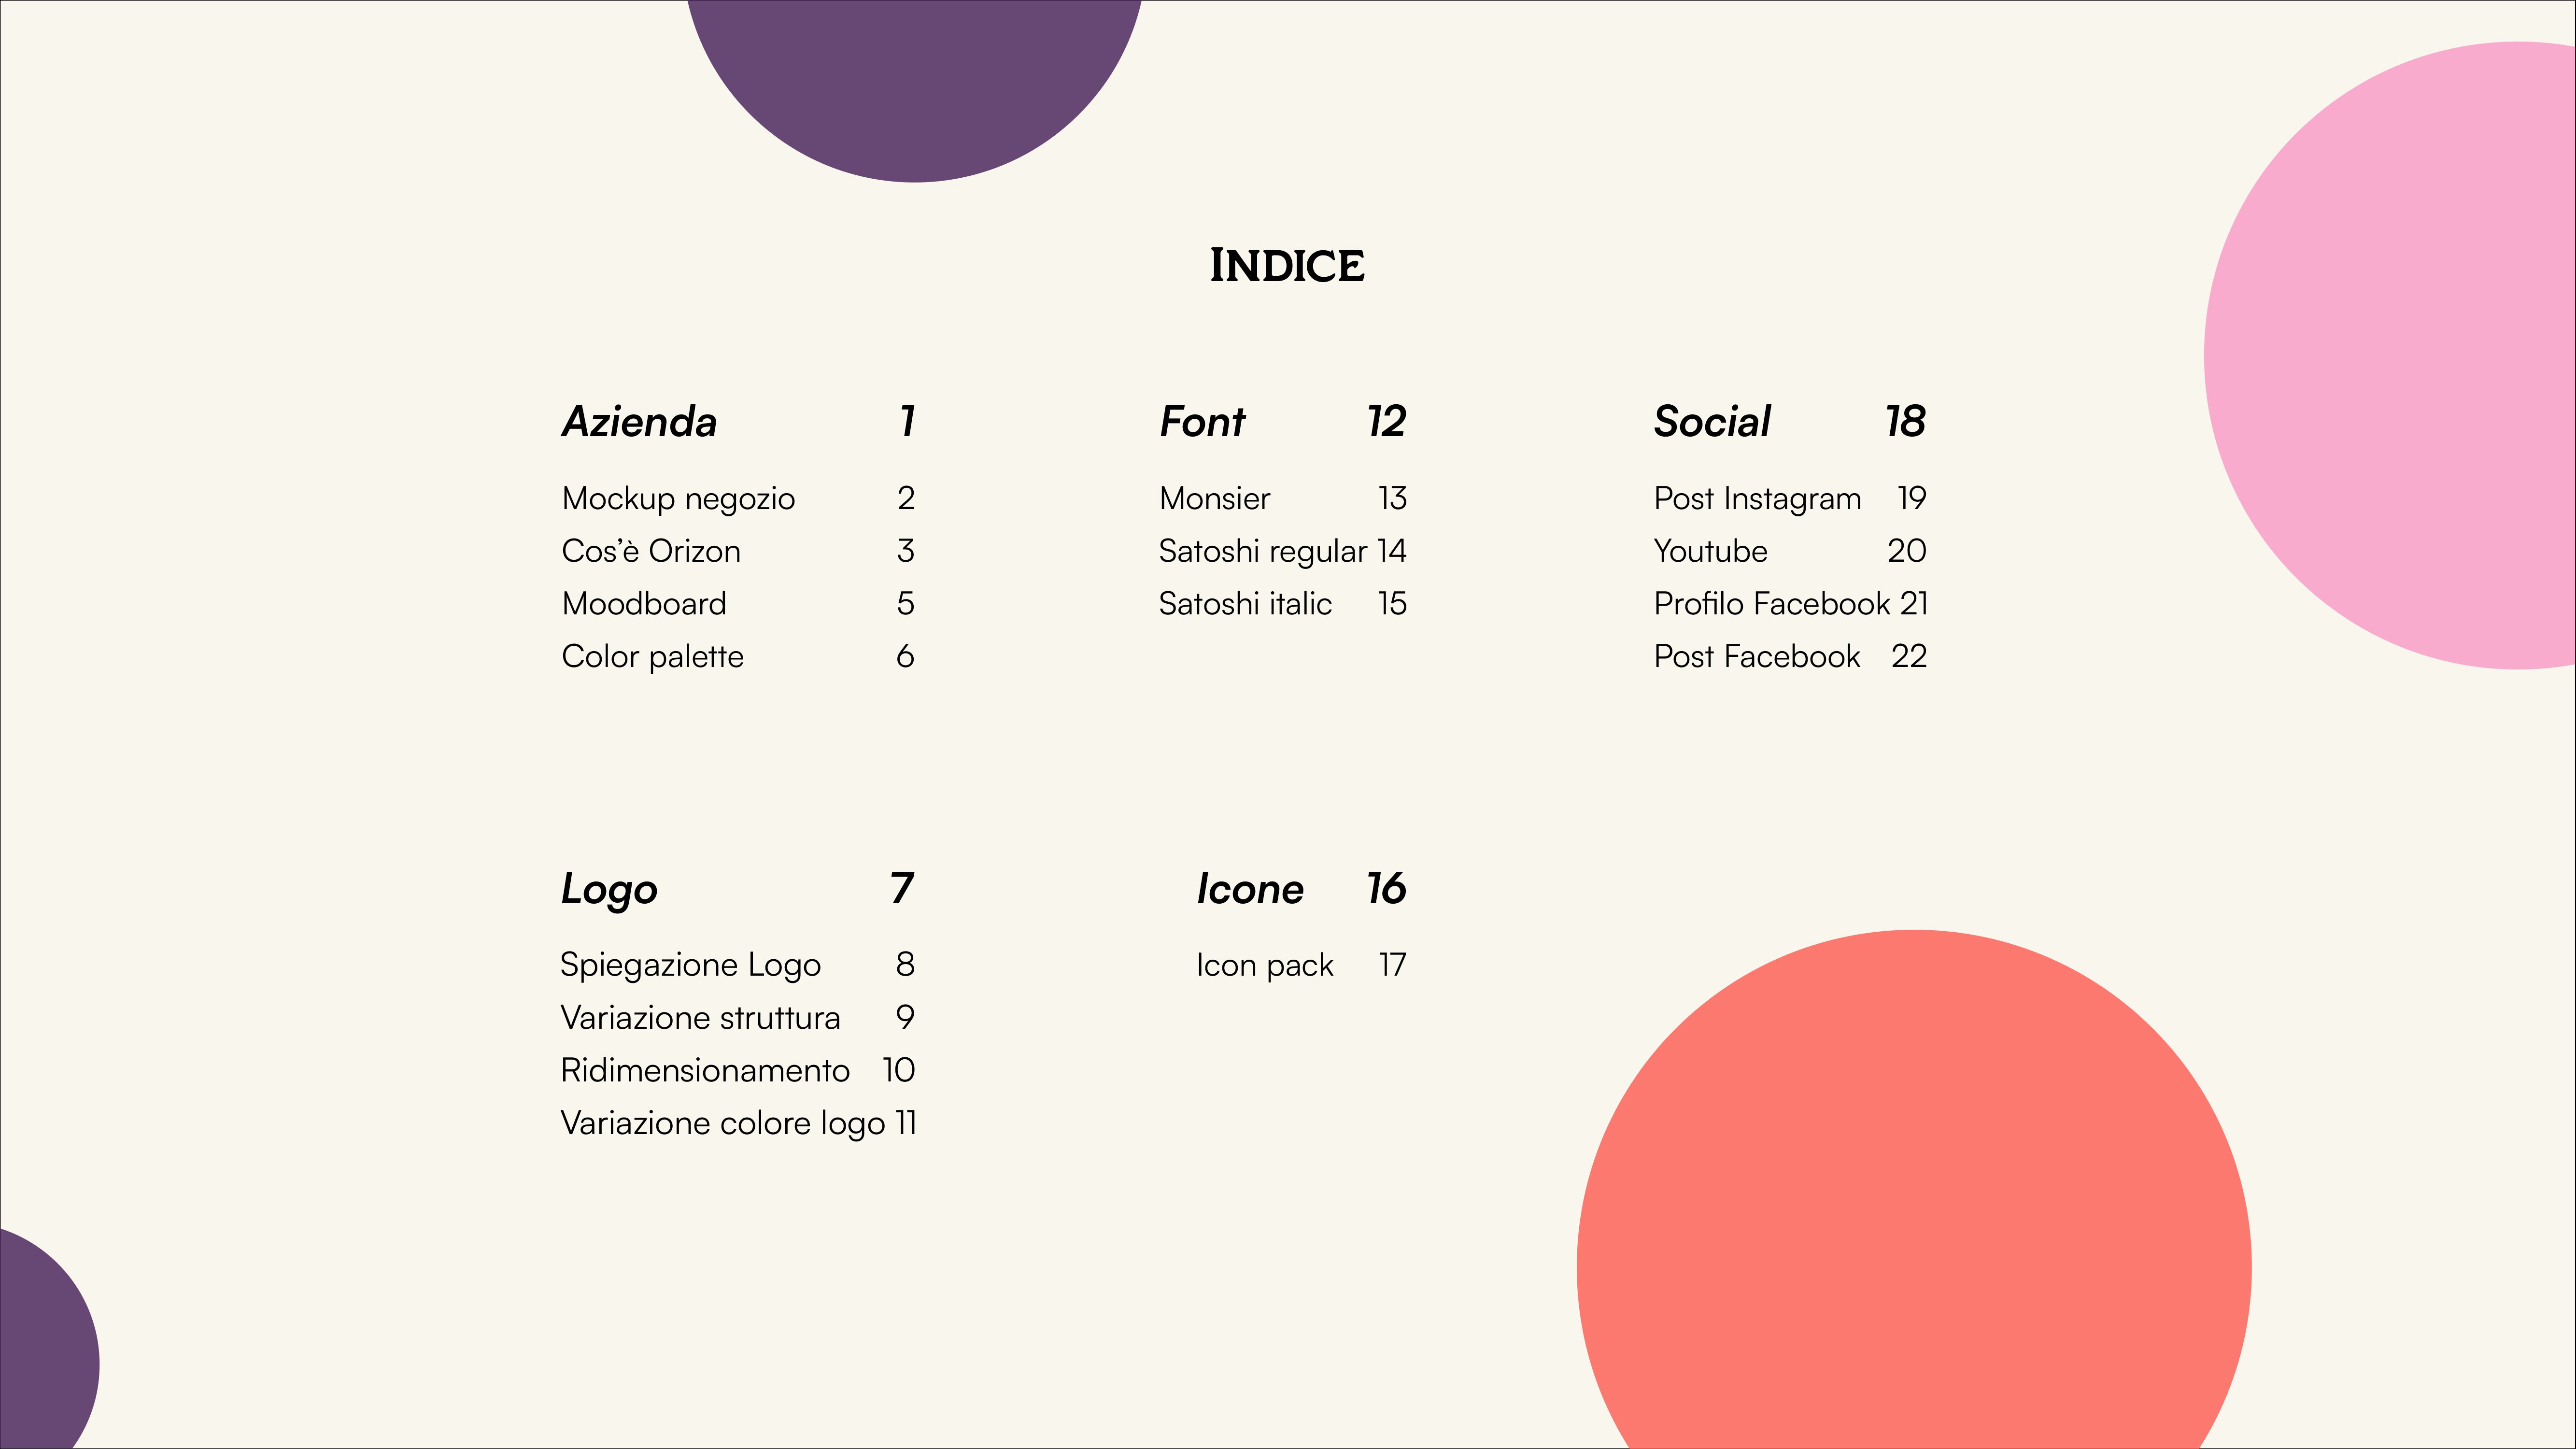 INDICE
Azienda 1
Mockup negozio 2
Cos’è Orizon 3
Moodboard 5
Color palette 6
Logo 7
Spiegazione Logo 8
Variazione struttura 9
Ridimensionamento 10
Variazione colore logo 11
Font 12
Monsier 13
Satoshi regular 14
Satoshi italic 15
Icone 16
Icon pack 17
Social 18
Post Instagram 19
Youtube 20
Profilo Facebook 21
Post Facebook 22